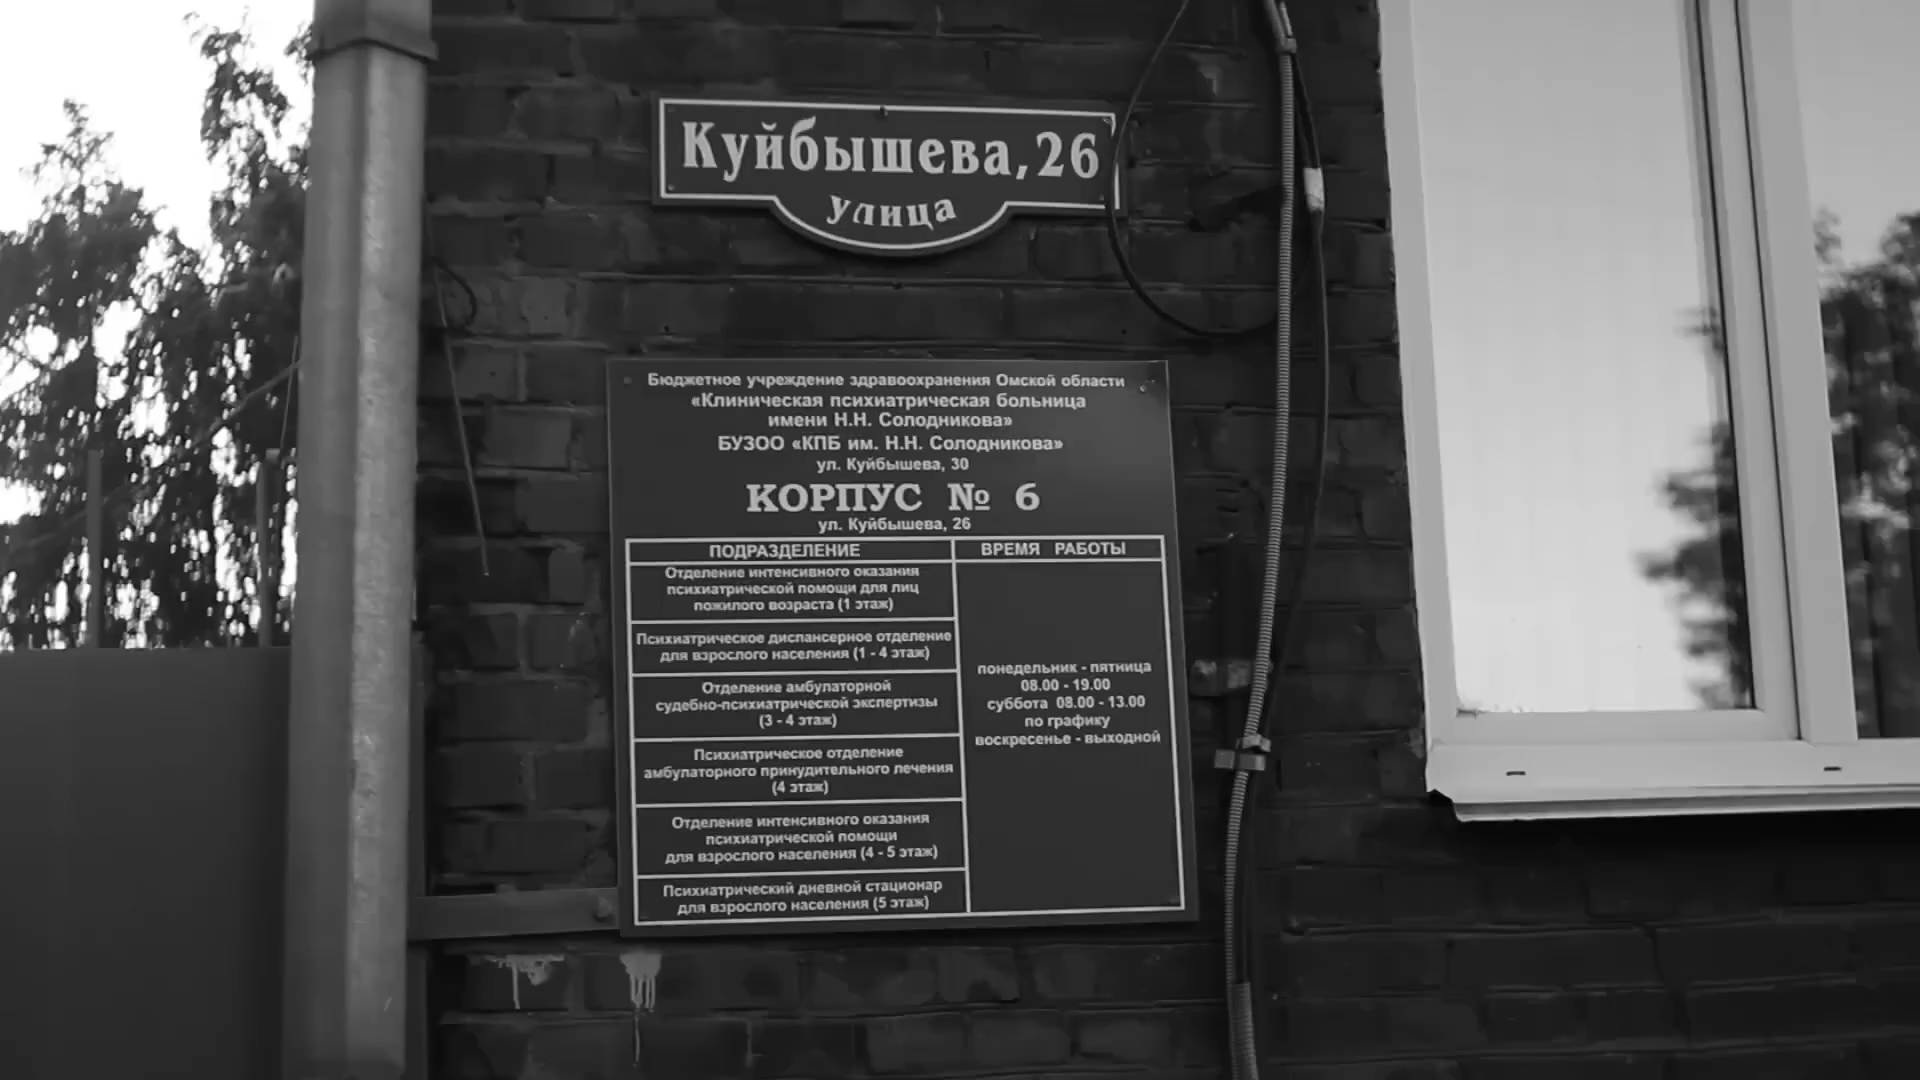 Куйбышева, 26
улица
Бюджетное учреждение здравоохранения Омской области
«Клиническая психиатрическая больница
имени Н.Н. Солодникова»
БУЗОО «КПБ им. Н.Н. Солодникова»
ул. Куйбышева, 30
КОРПУС № 6
ул. Куйбышева, 26
ПОДРАЗДЕЛЕНИЕ
Отделение интенсивного оказания
психиатрической помощи для лиц
пожилого возраста (1 этаж)
Психиатрическое диспансерное отделение
для взрослого населения (1 - 4 этаж)
Отделение амбулаторной
судебно-психиатрической экспертизы
(3 - 4 этаж)
Психиатрическое отделение
амбулаторного принудительного лечения
(4 этаж)
Отделение интенсивного оказания
психиатрической помощи
для взрослого населения (4 - 5 этаж)
Психиатрический дневной стационар
для взрослого населения (5 этаж)
ВРЕМЯ РАБОТЫ
понедельник - пятница
08.00 - 19.00
суббота 08.00 - 13.00
по графику
воскресенье - выходной